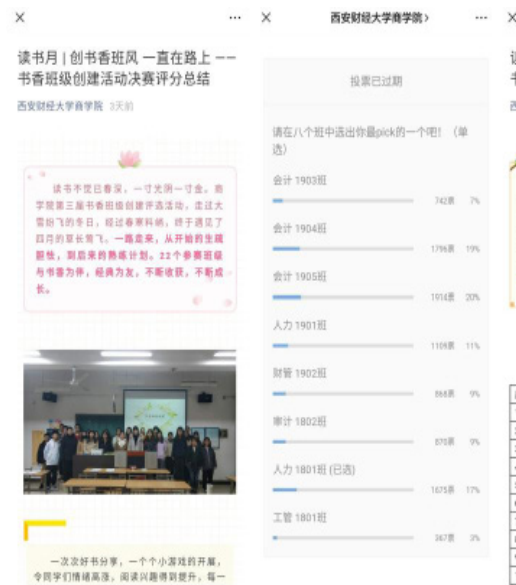 读书月 | 创书香班风 一直在路上 ——
书香班级创建活动决赛评分总结
西安财经大学商学院 3天前
读书不觉已春深，一寸光阴一寸金。商
学院第三届书香班级创建评选活动，走过大
雪纷飞的冬日，经过春寒料峭，终于遇见了
四月的草长莺飞。一路走来，从开始的生疏
胆怯，到后来的熟练计划。22个参赛班级
与书香为伴，经典为友，不断收获，不断成
长。
一次次好书分享，一个个小游戏的开展，
令同学们情绪高涨，阅读兴趣得到提升，每一
西安财经大学商学院›
投票已过期
请在八个班中选出你最pick的一个吧！（单
选）
会计 1903班
742票 7%
会计 1904班
1796票 19%
会计 1905班
1914票 20%
人力 1901班
1109票 11%
财管 1902班
868票 9%
审计 1802班
870票 9%
人力 1801班 (已选)
1675票 17%
工管 1801班
367票 3%